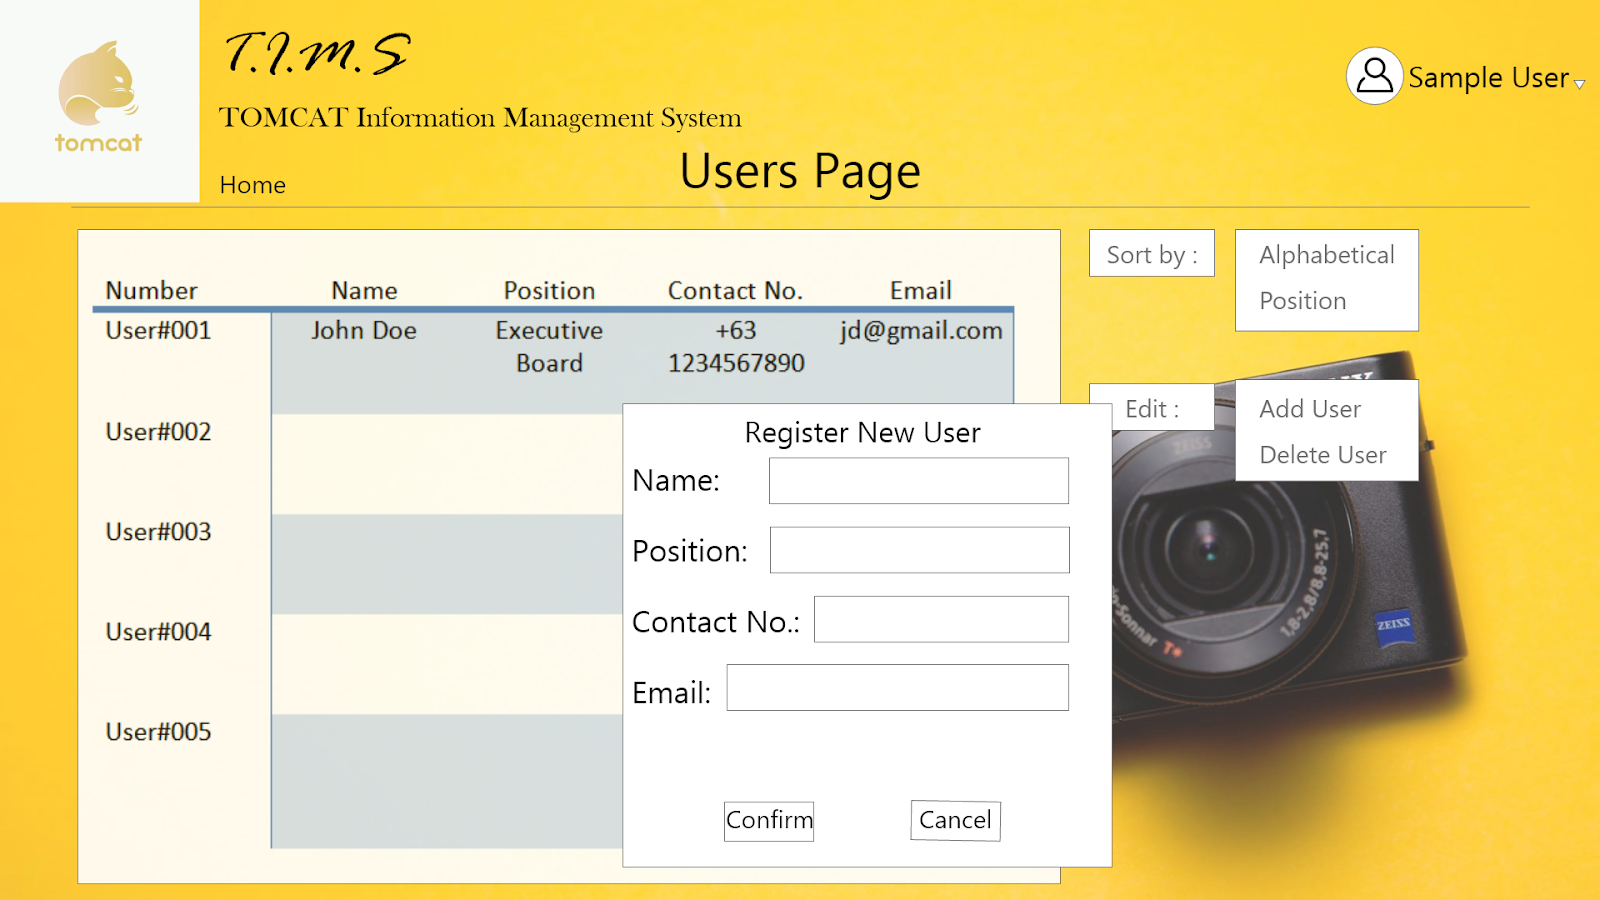 tomcat
T.I.M.S
TOMCAT Information Management System
Sample User
Home
Users Page
Number Name Position Contact No. Email
User#001 John Doe Executive +63 jd@gmail.com
Board 1234567890
User#002
User#003
User#004
User#005
Sort by :
Alphabetical
Position
Edit :
Add User
Delete User
Register New User
Name:
Position:
Contact No.:
Email:
Confirm
Cancel
ZEISS
1,8-2,8/8,8-25,7
Sonnar T*
ZEISS